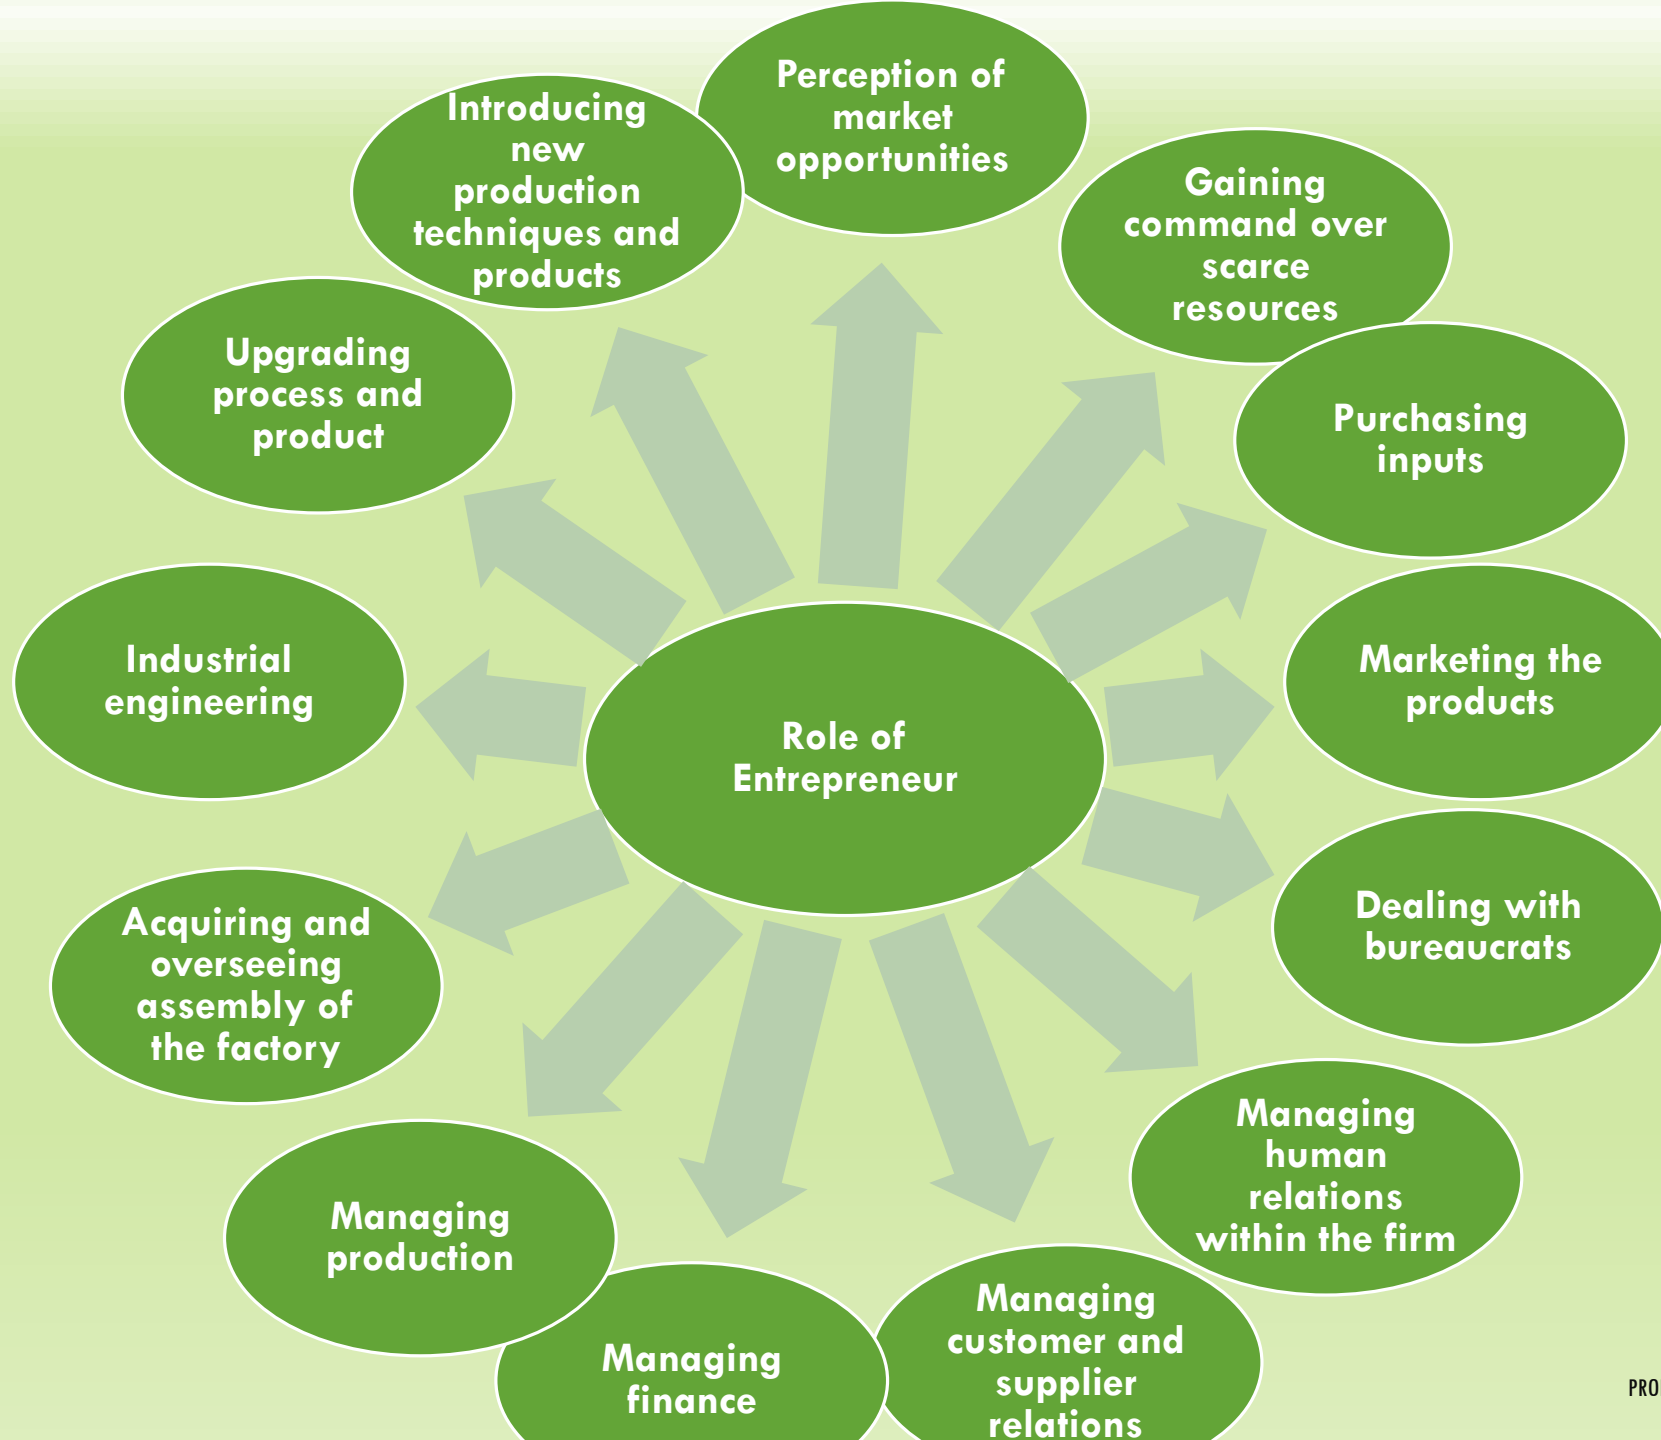 Perception of
market
opportunities
Gaining
command over
scarce
resources
Purchasing
inputs
Marketing the
products
Dealing with
bureaucrats
Managing
human
relations
within the firm
Managing
customer and
supplier
relations
Managing
finance
Managing
production
Acquiring and
overseeing
assembly of
the factory
Industrial
engineering
Upgrading
process and
product
Introducing
new
production
techniques and
products
Role of
Entrepreneur